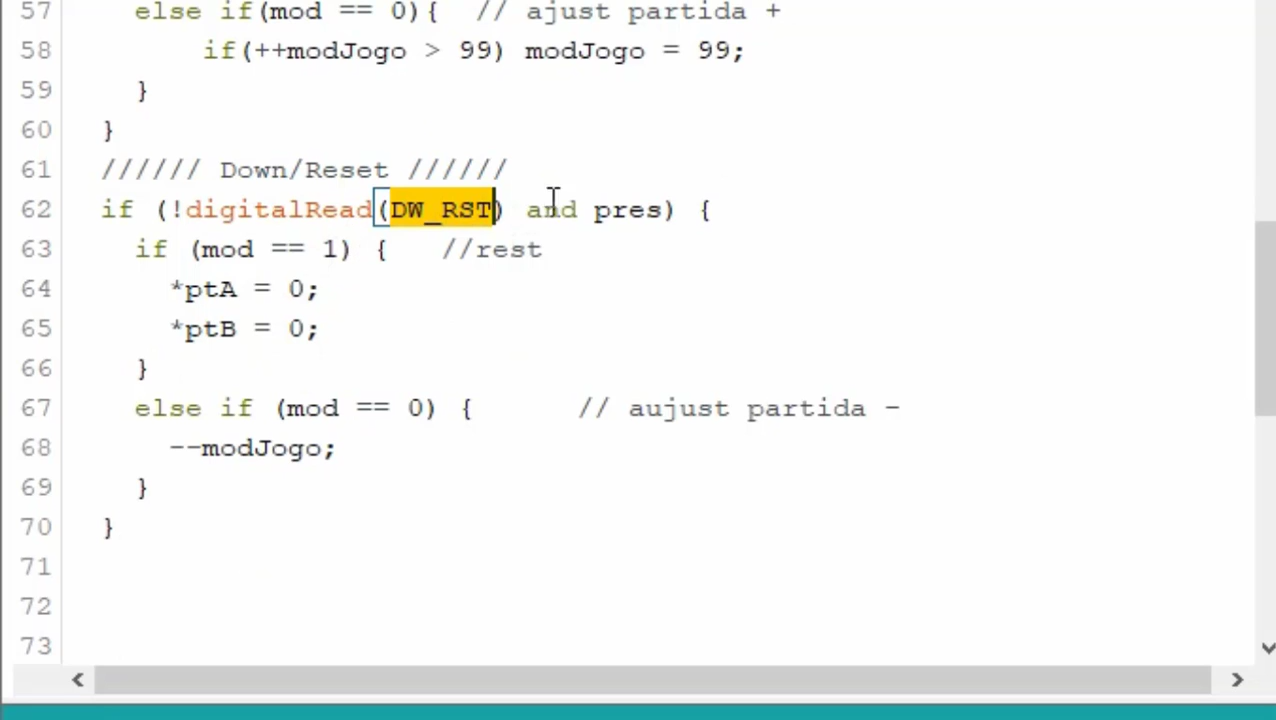 57 else if(mod == 0){ // ajust partida +
58 if(++modJogo > 99) modJogo = 99;
59 }
60 }
61 ////// Down/Reset //////
62 if (!digitalRead(DW_RST) and pres) {
63 if (mod == 1) { //rest
64 *ptA = 0;
65 *ptB = 0;
66 }
67 else if (mod == 0) { // aujust partida -
68 --modJogo;
69 }
70 }
71
72
73